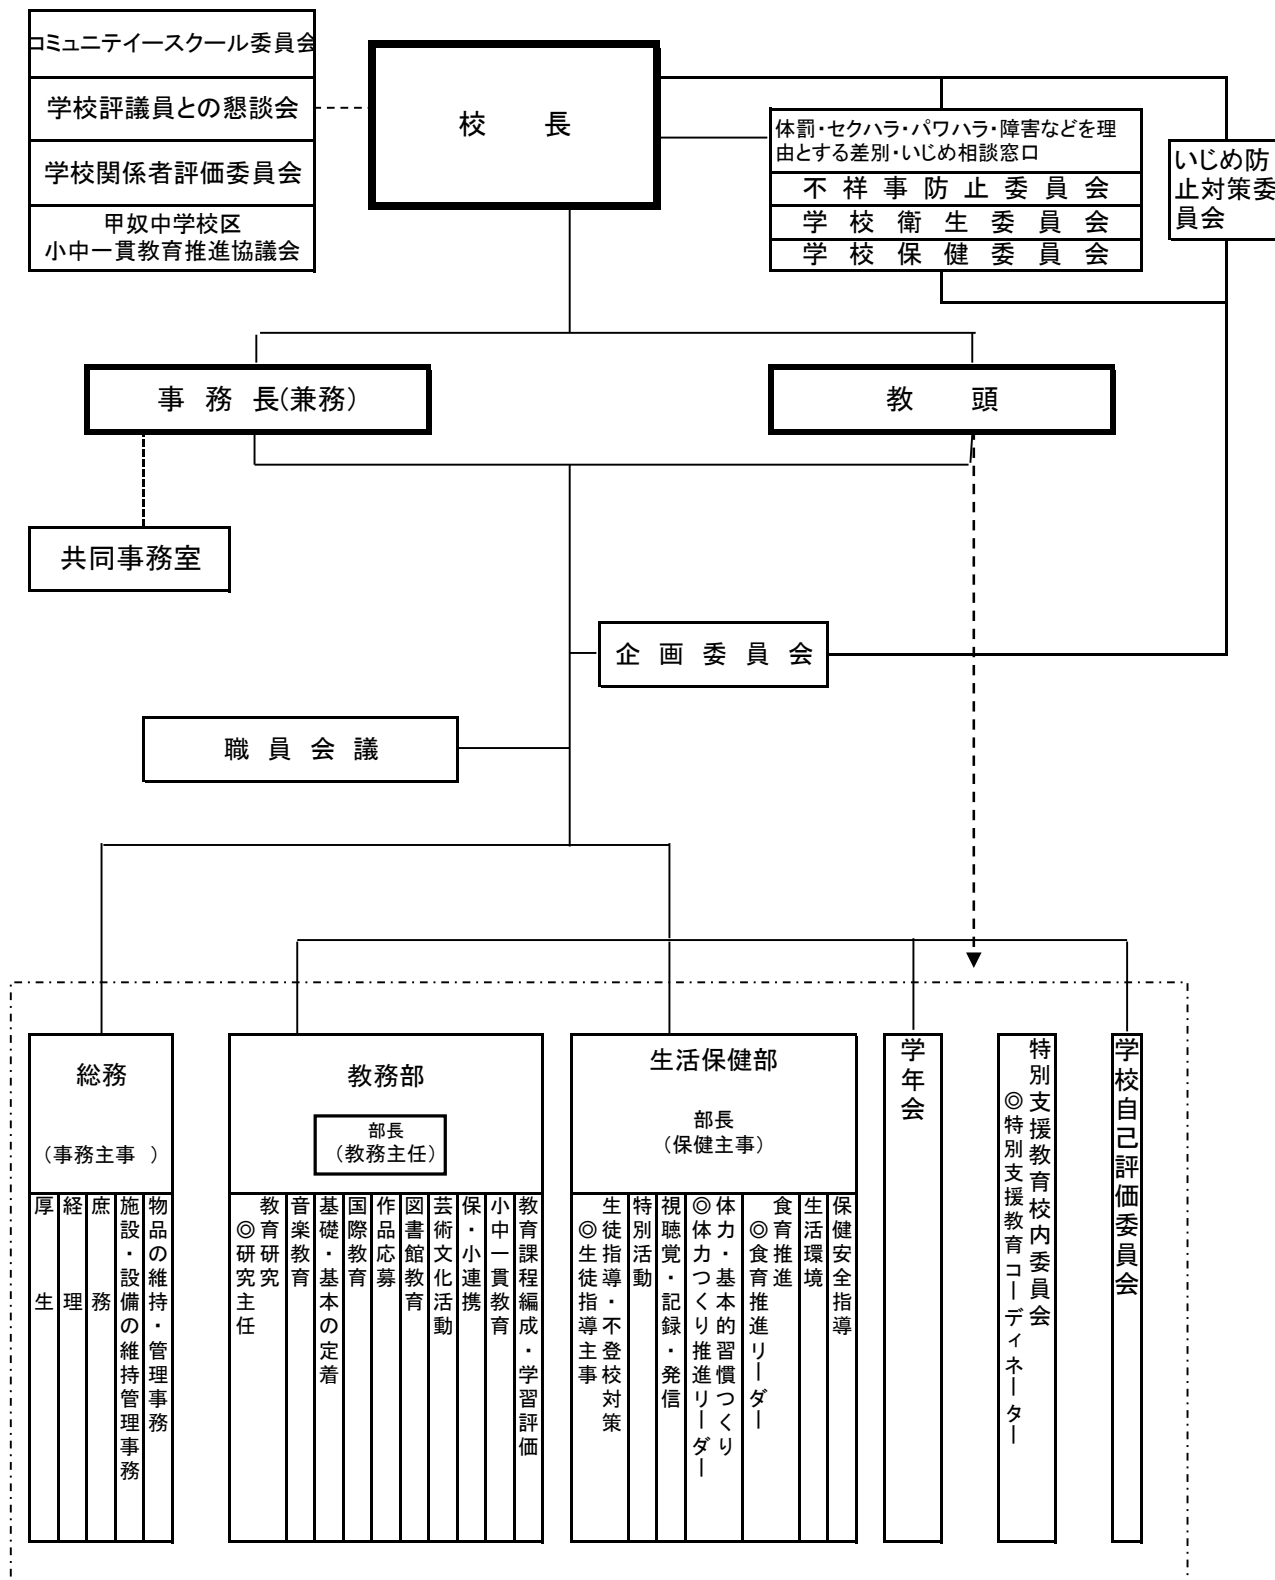 コミュニテイースクール委員会
学校評議員との懇談会
学校関係者評価委員会
甲奴中学校区
小中一貫教育推進協議会
校　長
体罰・セクハラ・パワハラ・障害などを理
由とする差別・いじめ相談窓口
不祥事防止委員会
学校衛生委員会
学校保健委員会
いじめ防
止対策委
員会
事務長(兼務)
教　頭
共同事務室
企画委員会
職員会議
総務
（事務主事　）
厚生
経理
庶務
施設・設備の維持管理事務
物品の維持・管理事務
教務部
部長
（教務主任）
教育研究
◎研究主任
音楽教育
基礎・基本の定着
国際教育
作品応募
図書館教育
芸術文化活動
保・小連携
小中一貫教育
教育課程編成・学習評価
生活保健部
部長
（保健主事）
生徒指導・不登校対策
◎生徒指導主事
特別活動
視聴覚・記録・発信
体力・基本的習慣つくり
◎体力つくり推進リーダー
食育推進
◎食育推進リーダー
生活環境
保健安全指導
学年会
特別支援教育校内委員会
◎特別支援教育コーディネーター
学校自己評価委員会